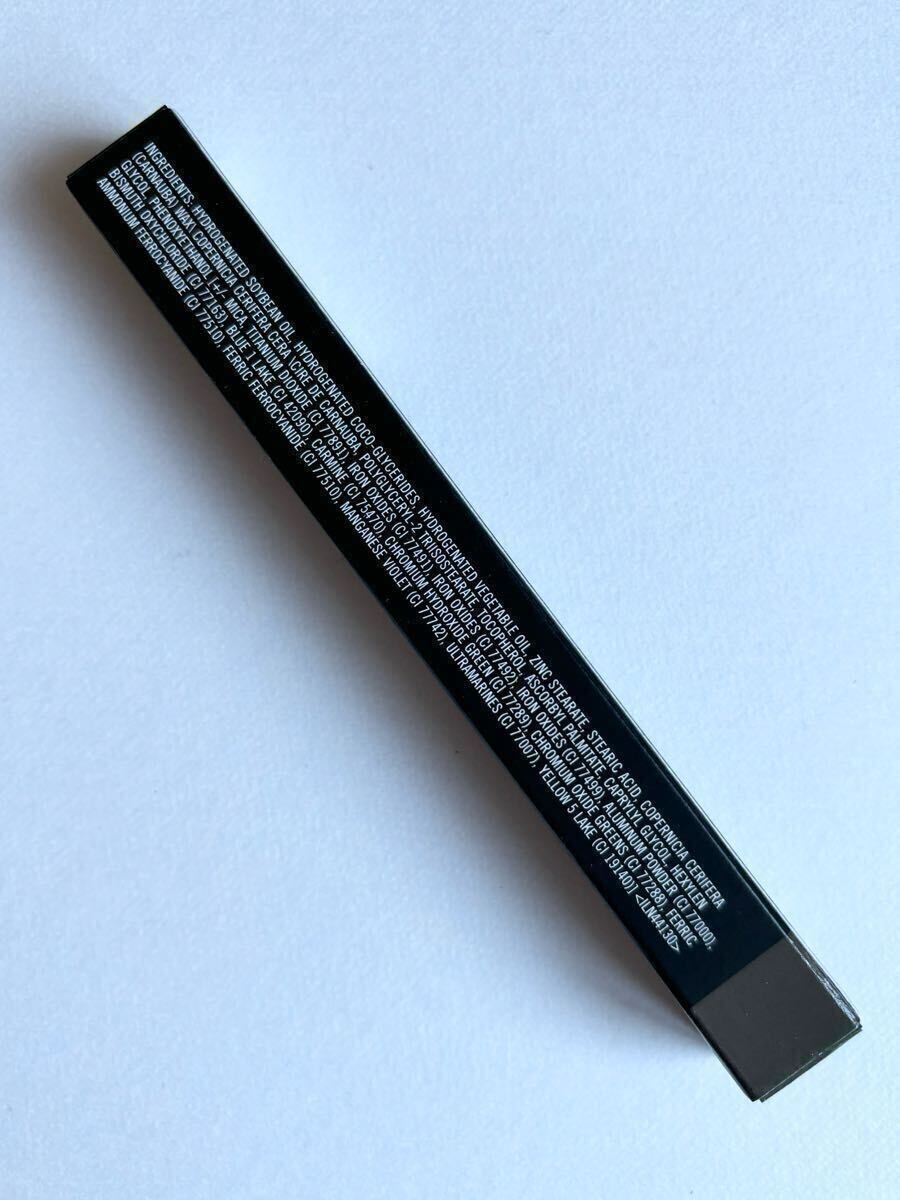 INGREDIENTS: HYDROGENATED SOYBEAN OIL, HYDROGENATED COCO-GLYCERIDES, HYDROGENATED VEGETABLE OIL, ZINC STEARATE, STEARIC ACID, COPERNICIA CERIFERA
(CARNAUBA) WAX\COPERNICIA CERIFERA CERA\CIRE DE CARNAUBA, POLYGLYCERYL-2 TRIISOSTEARATE, TOCOPHEROL, ASCORBYL PALMITATE, CAPRYLYL GLYCOL, HEXYLEN
GLYCOL, PHENOXYETHANOL [+/- MICA, TITANIUM DIOXIDE (CI 77891), IRON OXIDES (CI 77491), IRON OXIDES (CI 77492), IRON OXIDES (CI 77499), ALUMINUM POWDER (CI 77000),
BISMUTH OXYCHLORIDE (CI 77163), BLUE 1 LAKE (CI 42090), CARMINE (CI 75470), CHROMIUM HYDROXIDE GREEN (CI 77289), CHROMIUM OXIDE GREENS (CI 77288), FERRIC
AMMONIUM FERROCYANIDE (CI 77510), FERRIC FERROCYANIDE (CI 77510), MANGANESE VIOLET (CI 77742), ULTRAMARINES (CI 77007), YELLOW 5 LAKE (CI 19140)] <ILN44130>